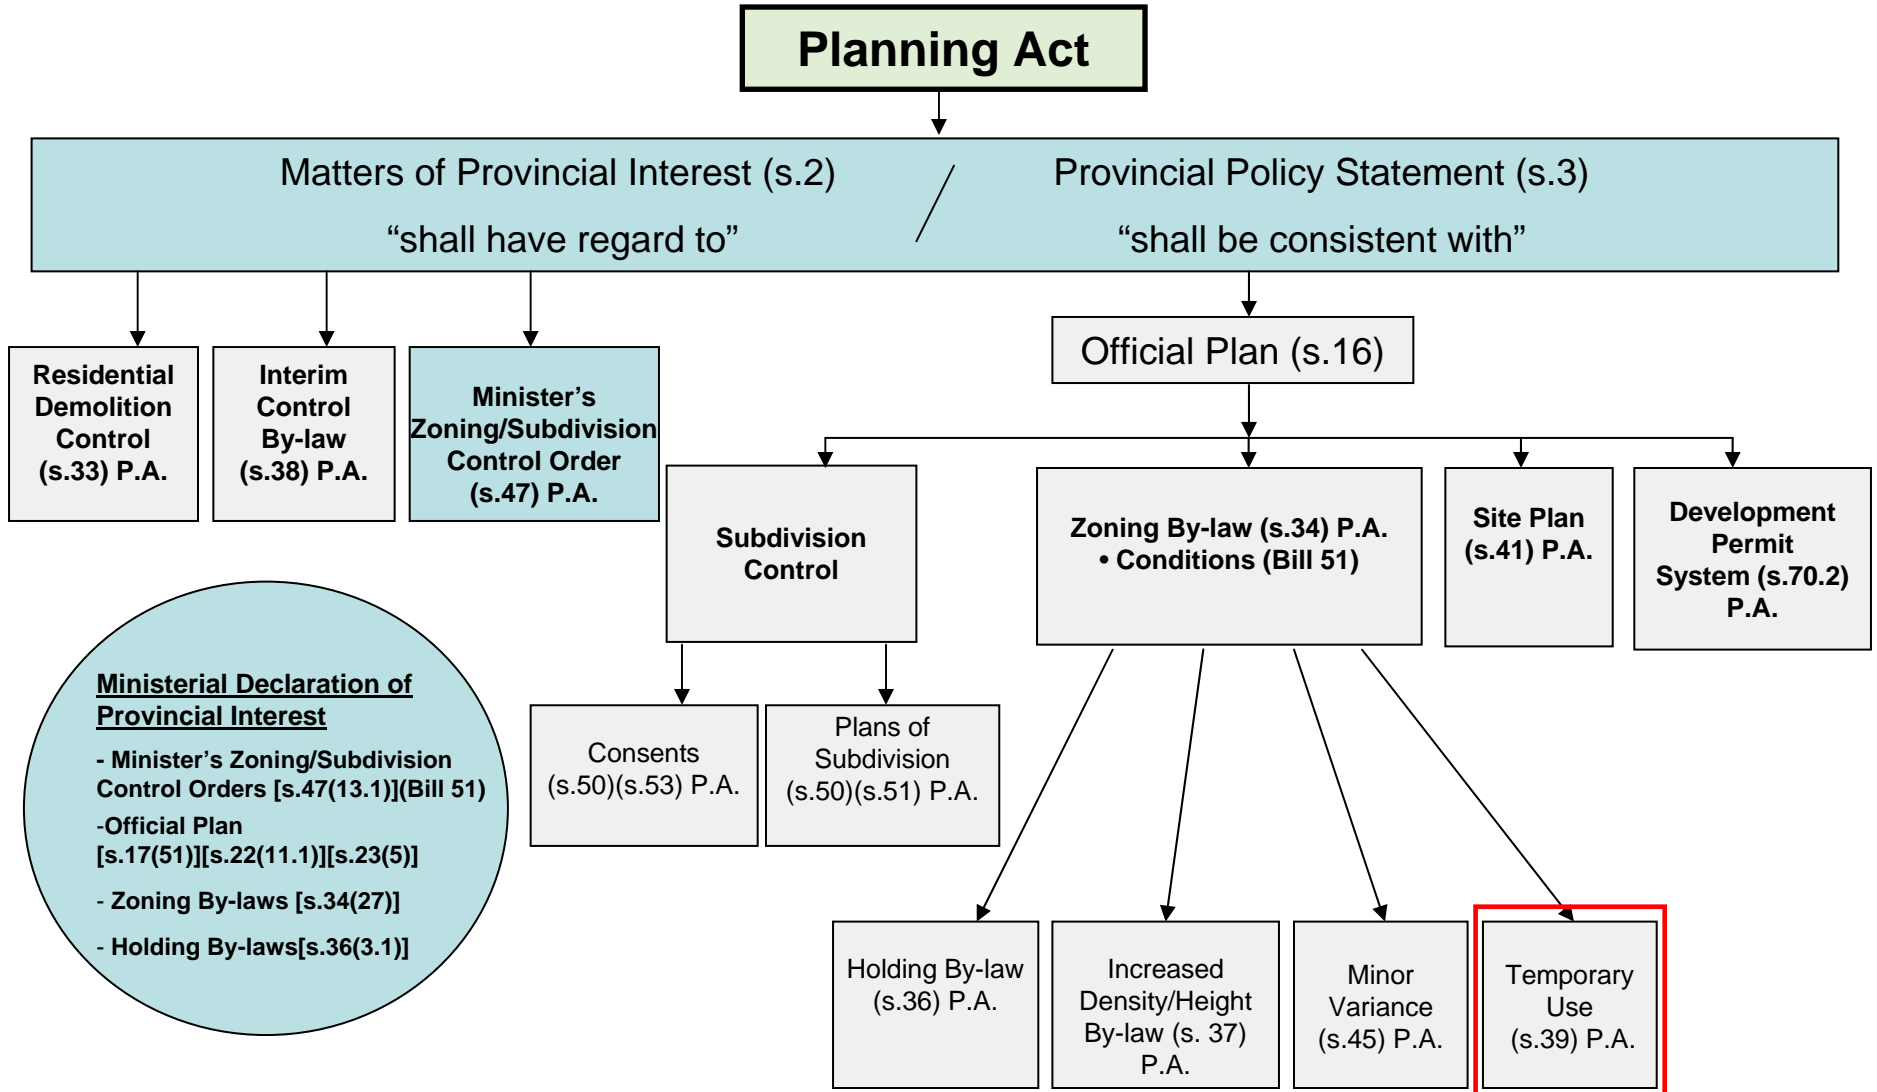 Planning Act
Matters of Provincial Interest (s.2) / Provincial Policy Statement (s.3)
“shall have regard to” “shall be consistent with”
Residential
Demolition
Control
(s.33) P.A.
Interim
Control
By-law
(s.38) P.A.
Minister’s
Zoning/Subdivision
Control Order
(s.47) P.A.
Official Plan (s.16)
Subdivision
Control
Zoning By-law (s.34) P.A.
• Conditions (Bill 51)
Site Plan
(s.41) P.A.
Development
Permit
System (s.70.2)
P.A.
Ministerial Declaration of
Provincial Interest
- Minister’s Zoning/Subdivision
Control Orders [s.47(13.1)](Bill 51)
-Official Plan
[s.17(51)][s.22(11.1)][s.23(5)]
- Zoning By-laws [s.34(27)]
- Holding By-laws[s.36(3.1)]
Consents
(s.50)(s.53) P.A.
Plans of
Subdivision
(s.50)(s.51) P.A.
Holding By-law
(s.36) P.A.
Increased
Density/Height
By-law (s. 37)
P.A.
Minor
Variance
(s.45) P.A.
Temporary
Use
(s.39) P.A.